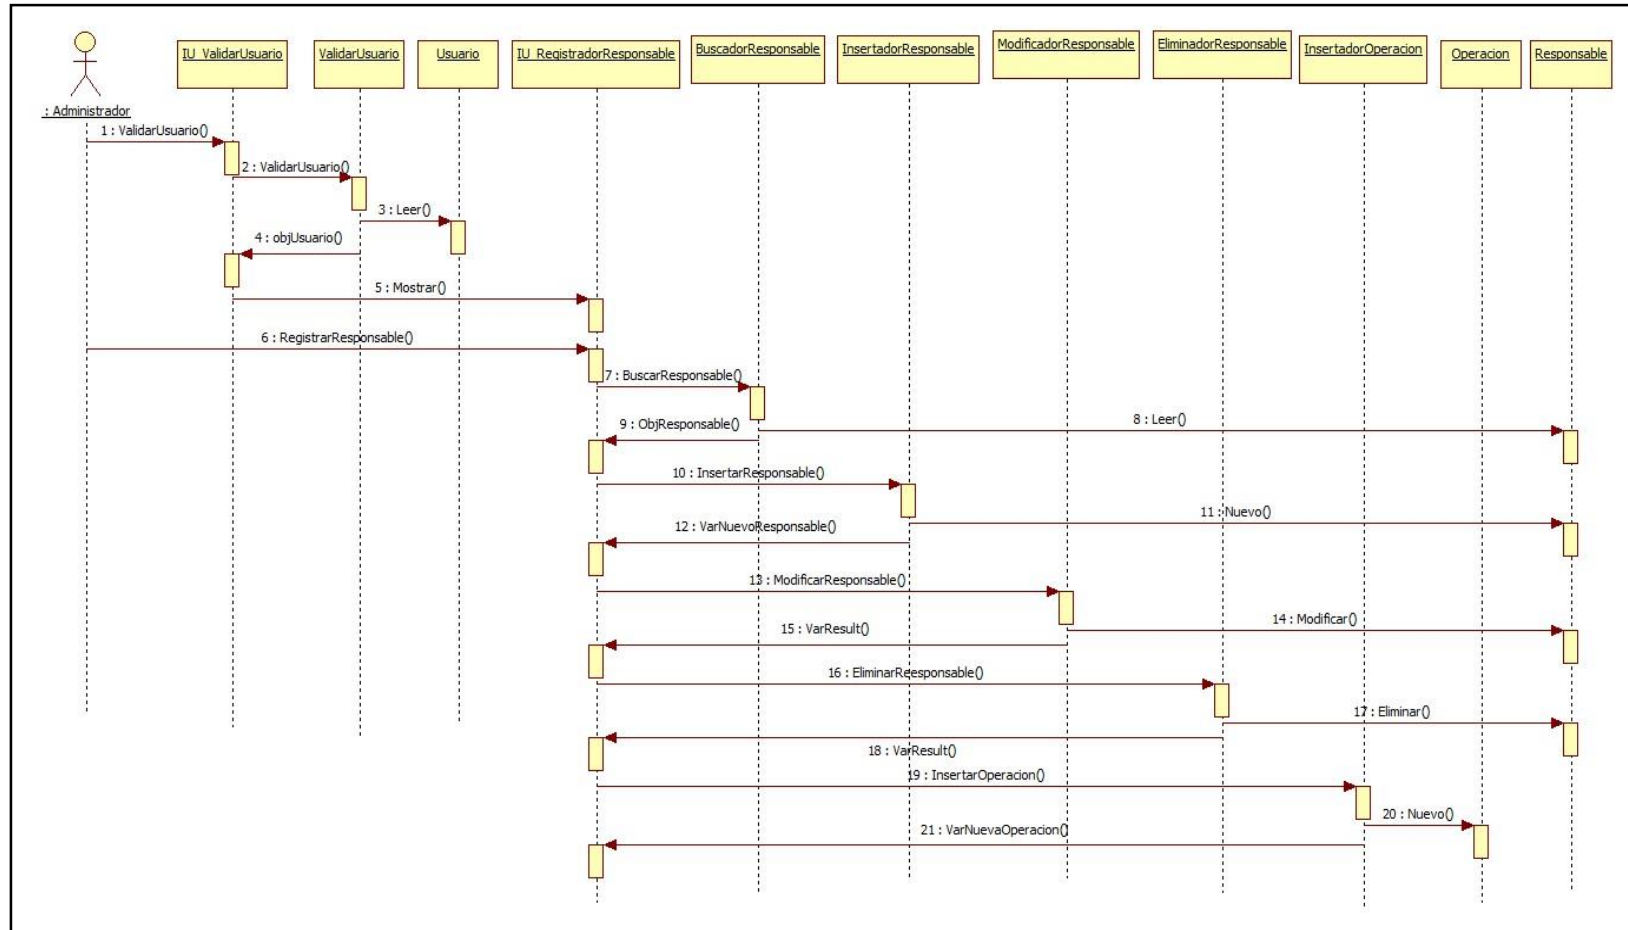 IU_ValidarUsuario
ValidarUsuario
Usuario
IU_RegistradorResponsable
BuscadorResponsable
InsertadorResponsable
ModificadorResponsable
EliminadorResponsable
InsertadorOperacion
Operacion
Responsable
: Administrador
1 : ValidarUsuario()
2 : ValidarUsuario()
3 : Leer()
4 : objUsuario()
5 : Mostrar()
6 : RegistrarResponsable()
7 : BuscarResponsable()
8 : Leer()
9 : ObjResponsable()
10 : InsertarResponsable()
11 : Nuevo()
12 : VarNuevoResponsable()
13 : ModificarResponsable()
14 : Modificar()
15 : VarResult()
16 : EliminarReesponsable()
17 : Eliminar()
18 : VarResult()
19 : InsertarOperacion()
20 : Nuevo()
21 : VarNuevaOperacion()